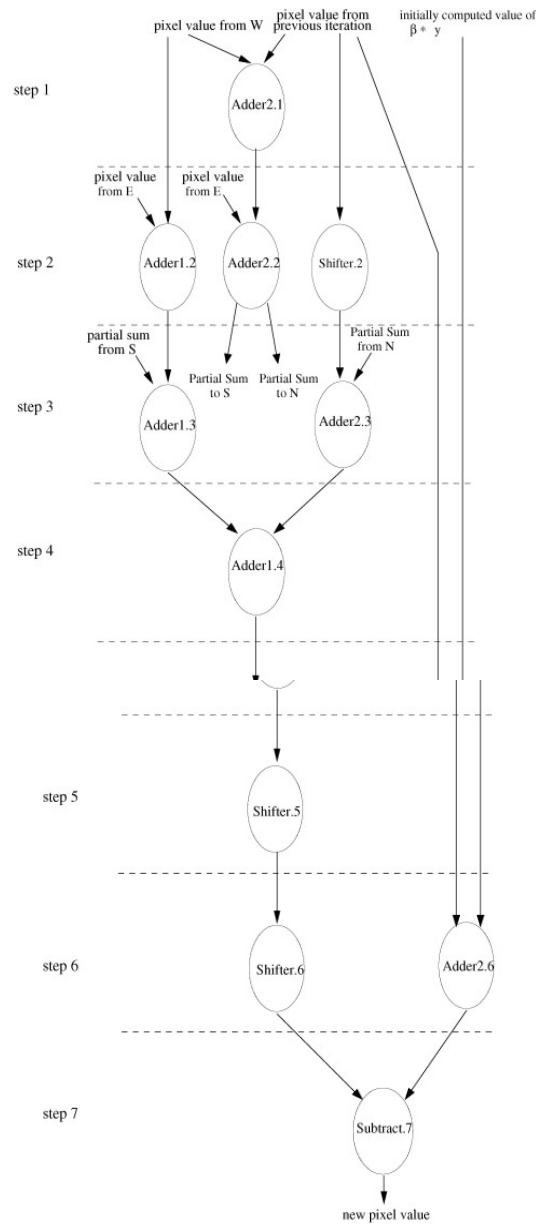 pixel value from W
pixel value from
previous iteration
initially computed value of
β * y
step 1
Adder2.1
pixel value
from E
pixel value
from E
step 2
Adder1.2
Adder2.2
Shifter.2
partial sum
from S
Partial Sum
from N
Partial Sum
to S
Partial Sum
to N
step 3
Adder1.3
Adder2.3
step 4
Adder1.4
step 5
Shifter.5
step 6
Shifter.6
Adder2.6
step 7
Subtract.7
new pixel value